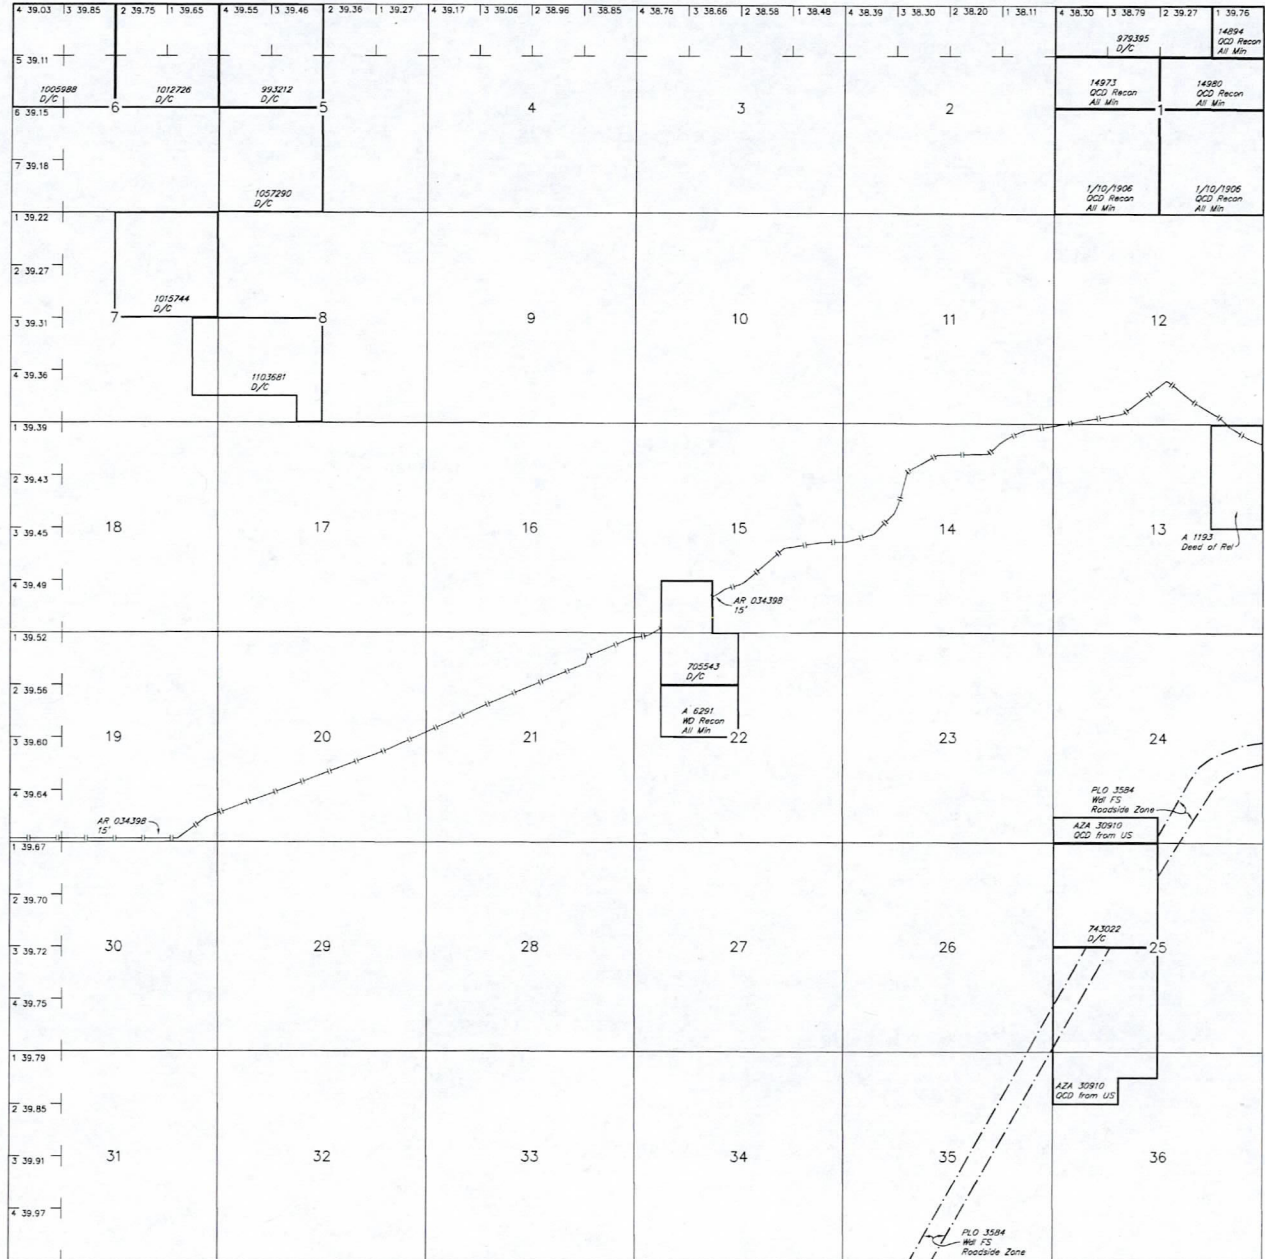 4 39.03 3 39.85 2 39.75 1 39.65 4 39.55 3 39.46 2 39.36 1 39.27 4 39.17 3 39.06 2 38.96 1 38.85 4 38.76 3 38.66 2 38.58 1 38.48 4 38.39 3 38.30 2 38.20 1 38.11 4 38.30 3 38.79 2 39.27 1 39.76
979395
D/C
14894
QCD Recon
All Min
5 39.11
1005988
D/C
1012726
D/C
993212
D/C
14973
QCD Recon
All Min
14980
QCD Recon
All Min
6 39.15
6 5 4 3 2 1
7 39.18
1057290
D/C
1/10/1906
QCD Recon
All Min
1/10/1906
QCD Recon
All Min
1 39.22
2 39.27
1015744
D/C
3 39.31
7 8 9 10 11 12
4 39.36
1103681
D/C
1 39.39
2 39.43
3 39.45
18 17 16 15 14 13
A 1193
Deed of Rel
4 39.49
AR 034398
15'
1 39.52
705543
D/C
2 39.56
A 6291
WD Recon
All Min
3 39.60
19 20 21 22 23 24
4 39.64
PLO 3584
Wdl FS
Roadside Zone
AR 034398
15'
AZA 30910
QCD from US
1 39.67
2 39.70
743022
D/C
3 39.72
30 29 28 27 26 25
4 39.75
1 39.79
AZA 30910
QCD from US
2 39.85
3 39.91
31 32 33 34 35 36
4 39.97
PLO 3584
Wdl FS
Roadside Zone